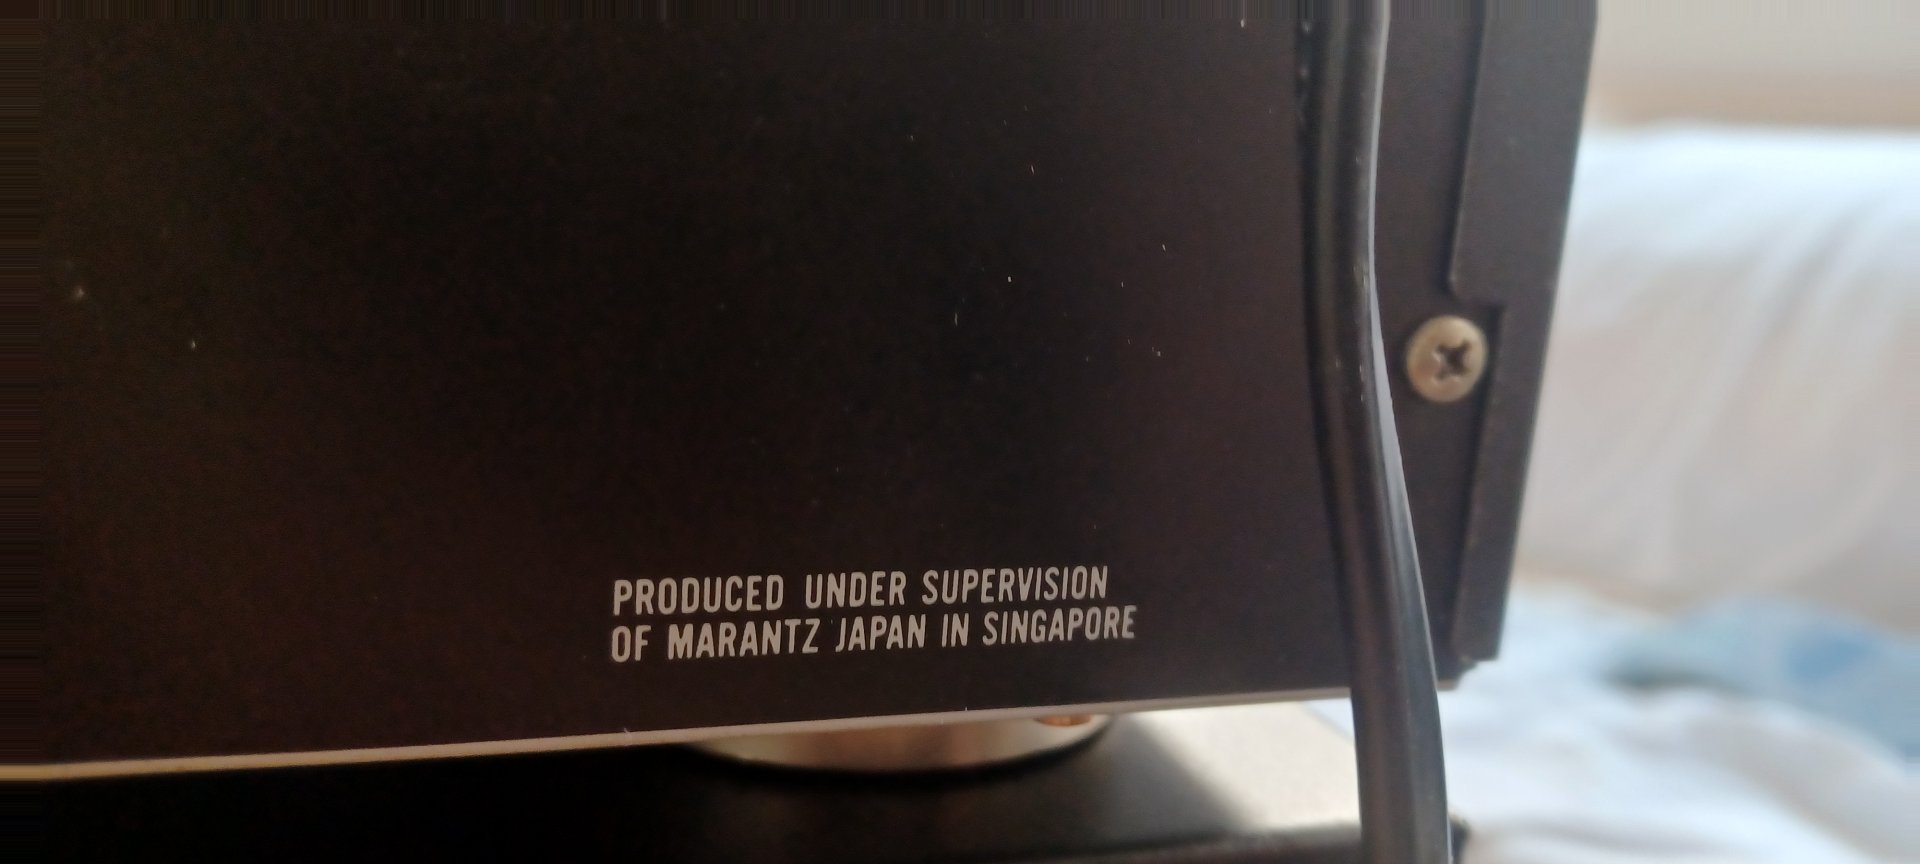 PRODUCED UNDER SUPERVISION
OF MARANTZ JAPAN IN SINGAPORE